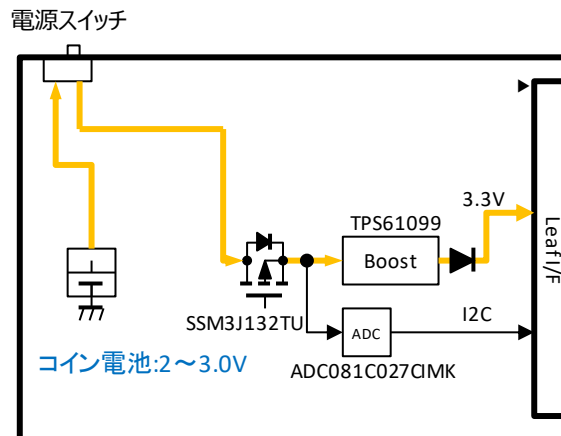 電源スイッチ
3.3V
TPS61099
Boost
Leaf I/F
I2C
SSM3J132TU
ADC
コイン電池:2～3.0V
ADC081C027CIMK